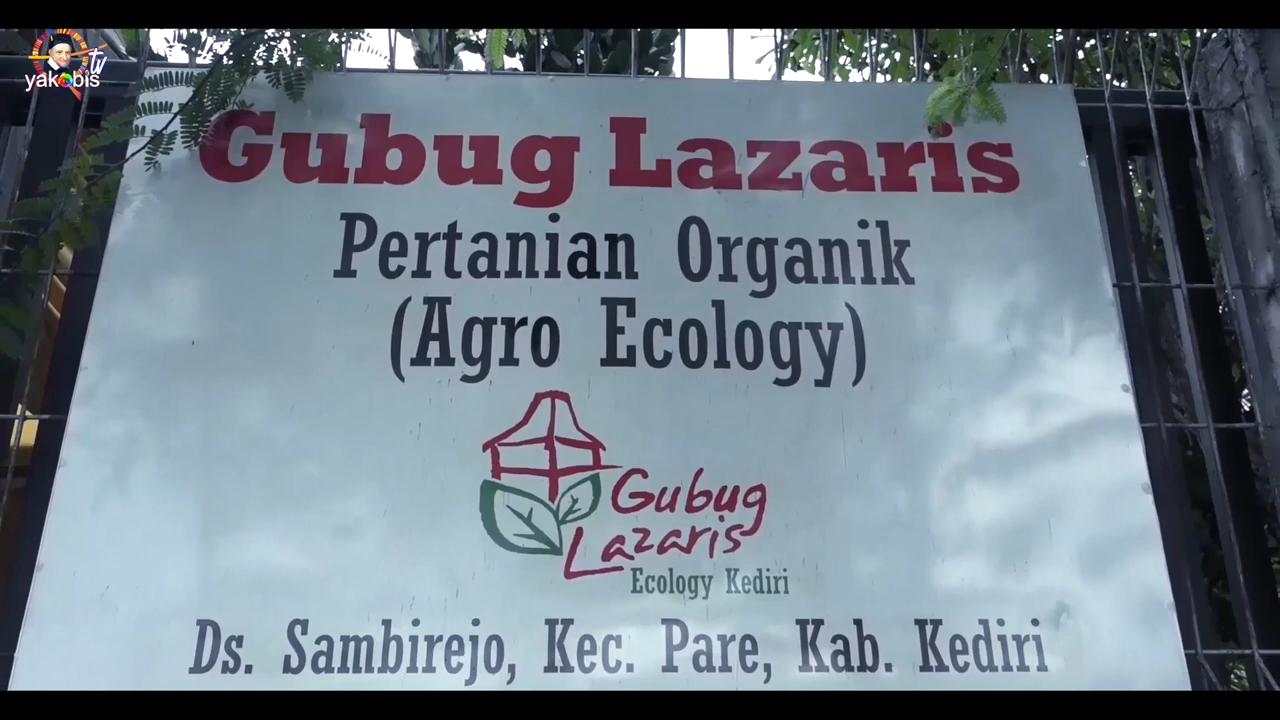 tv
yakobis
Gubug Lazaris
Pertanian Organik
(Agro Ecology)
Gubug
Lazaris
Ecology Kediri
Ds. Sambirejo, Kec. Pare, Kab. Kediri